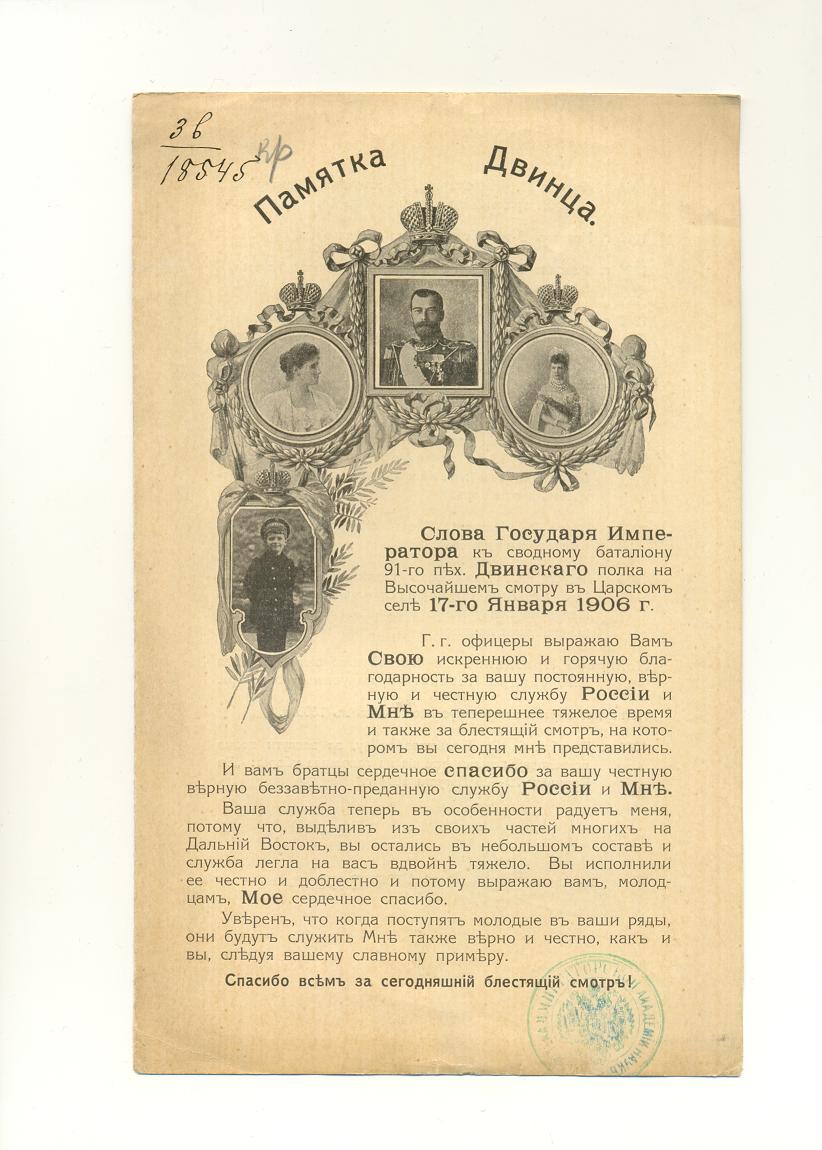 3 в
18545
кр
Памятка Двинца.
Слова Государя Импе-
ратора къ сводному баталіону
91-го пѣх. Двинскаго полка на
Высочайшемъ смотру въ Царскомъ
селѣ 17-го Января 1906 г.
Г. г. офицеры выражаю Вамъ
Свою искреннюю и горячую бла-
годарность за вашу постоянную, вѣр-
ную и честную службу Россіи и
Мнѣ въ теперешнее тяжелое время
и также за блестящій смотръ, на кото-
ромъ вы сегодня мнѣ представились.
И вамъ братцы сердечное спасибо за вашу честную
вѣрную беззавѣтно-преданную службу Россіи и Мнѣ.
Ваша служба теперь въ особенности радуетъ меня,
потому что, выдѣливъ изъ своихъ частей многихъ на
Дальній Востокъ, вы остались въ небольшомъ составѣ и
служба легла на васъ вдвойнѣ тяжело. Вы исполнили
ее честно и доблестно и потому выражаю вамъ, молод-
цамъ, Мое сердечное спасибо.
Увѣренъ, что когда поступятъ молодые въ ваши ряды,
они будутъ служить Мнѣ также вѣрно и честно, какъ и
вы, слѣдуя вашему славному примѣру.
Спасибо всѣмъ за сегодняшній блестящій смотръ!
АКАДЕМІИ НАУКЪ